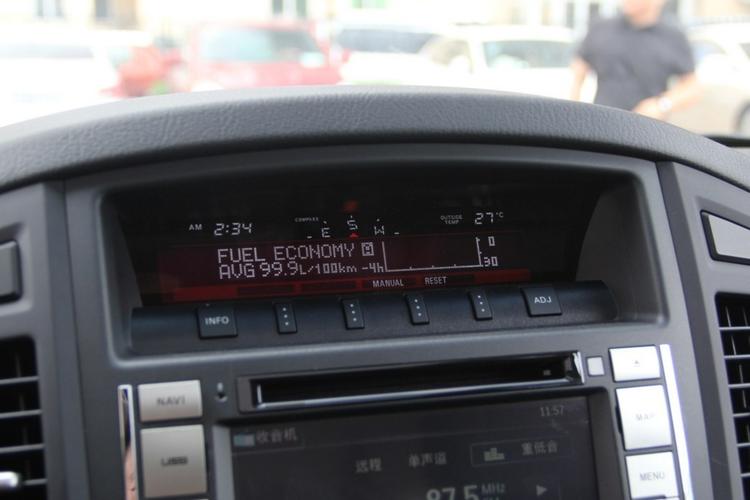 AM 2:34 COMPASS E S W OUTSIDE TEMP 27°C
FUEL ECONOMY M 0
AVG 99.9L/100km -4h 30
MANUAL RESET
INFO ADJ
NAVI
USB
MAP
MENU
11:57
收音机
远程 单声道 重低音
87.5 MHz